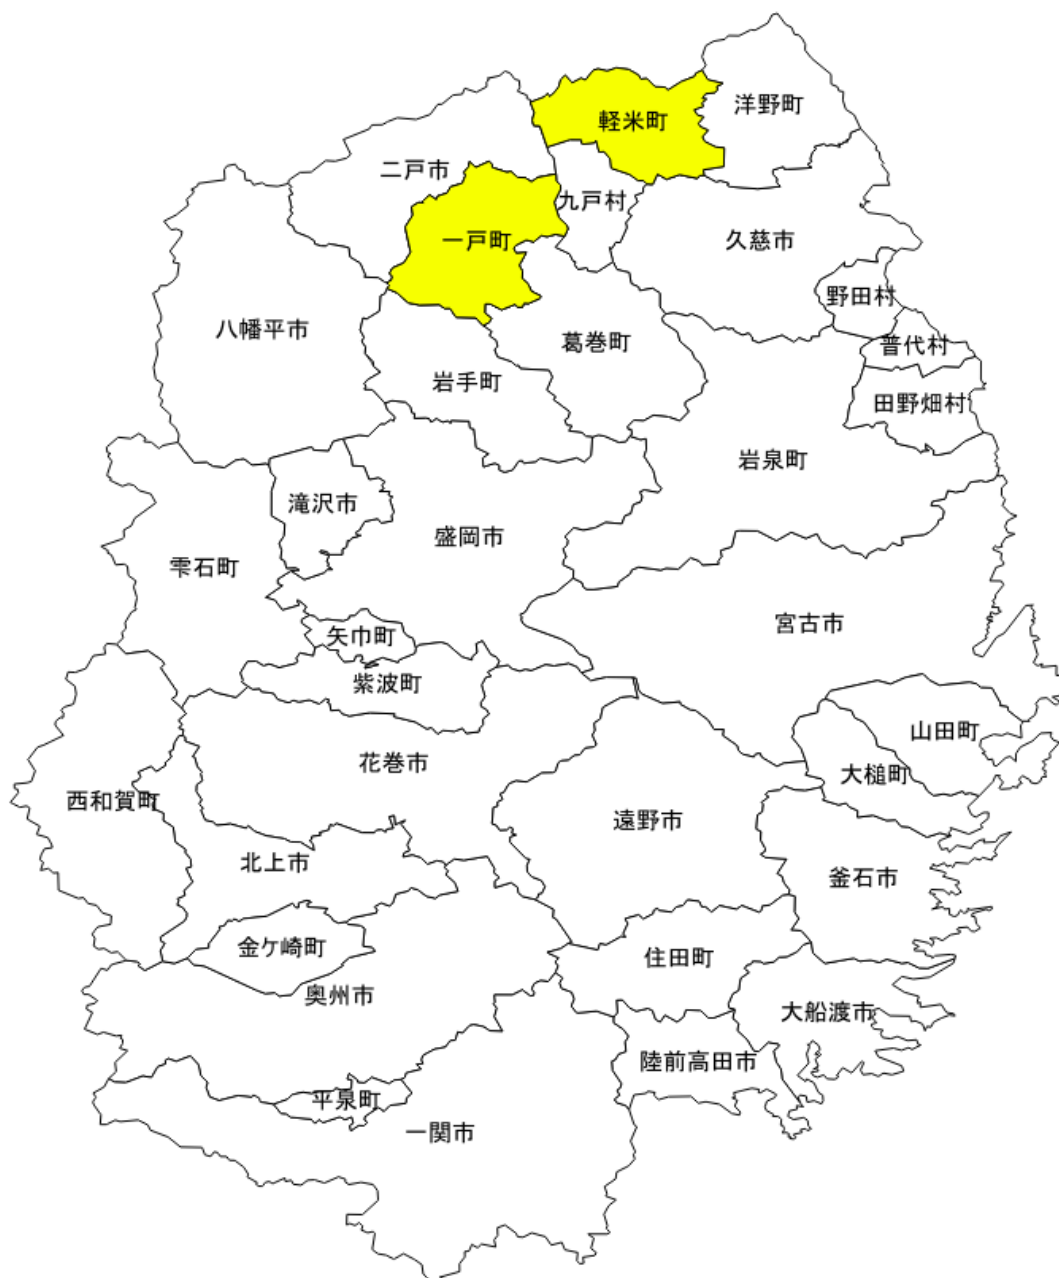 洋野町
軽米町
二戸市
九戸村
一戸町
久慈市
野田村
八幡平市
葛巻町
普代村
岩手町
田野畑村
岩泉町
滝沢市
盛岡市
雫石町
宮古市
矢巾町
紫波町
山田町
花巻市
大槌町
西和賀町
遠野市
北上市
釜石市
金ケ崎町
住田町
奥州市
大船渡市
陸前高田市
平泉町
一関市